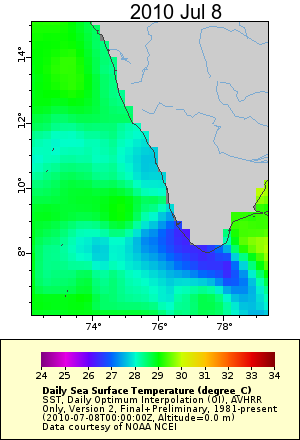 2010 Jul 8
14°
12°
10°
8°
74° 76° 78°
24 25 26 27 28 29 30 31 32 33 34
Daily Sea Surface Temperature (degree_C)
SST, Daily Optimum Interpolation (OI), AVHRR
Only, Version 2, Final+Preliminary, 1981-present
(2010-07-08T00:00:00Z, Altitude=0.0 m)
Data courtesy of NOAA NCEI